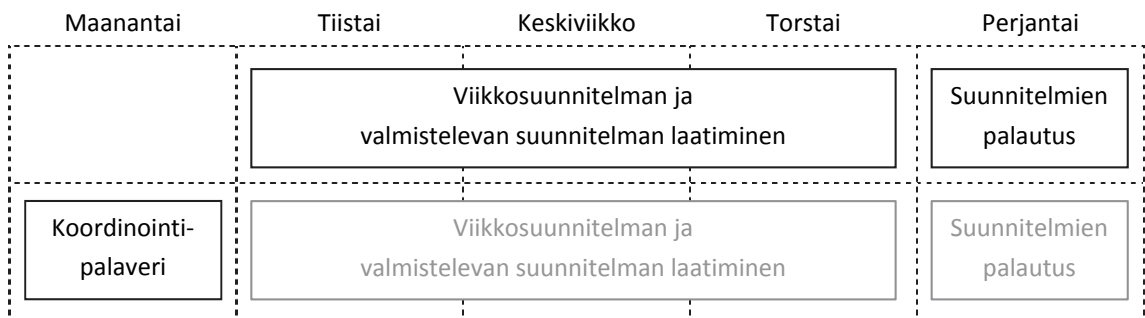 Maanantai Tiistai Keskiviikko Torstai Perjantai
Viikkosuunnitelman ja
valmistelevan suunnitelman laatiminen
Suunnitelmien
palautus
Koordinointi-
palaveri
Viikkosuunnitelman ja
valmistelevan suunnitelman laatiminen
Suunnitelmien
palautus